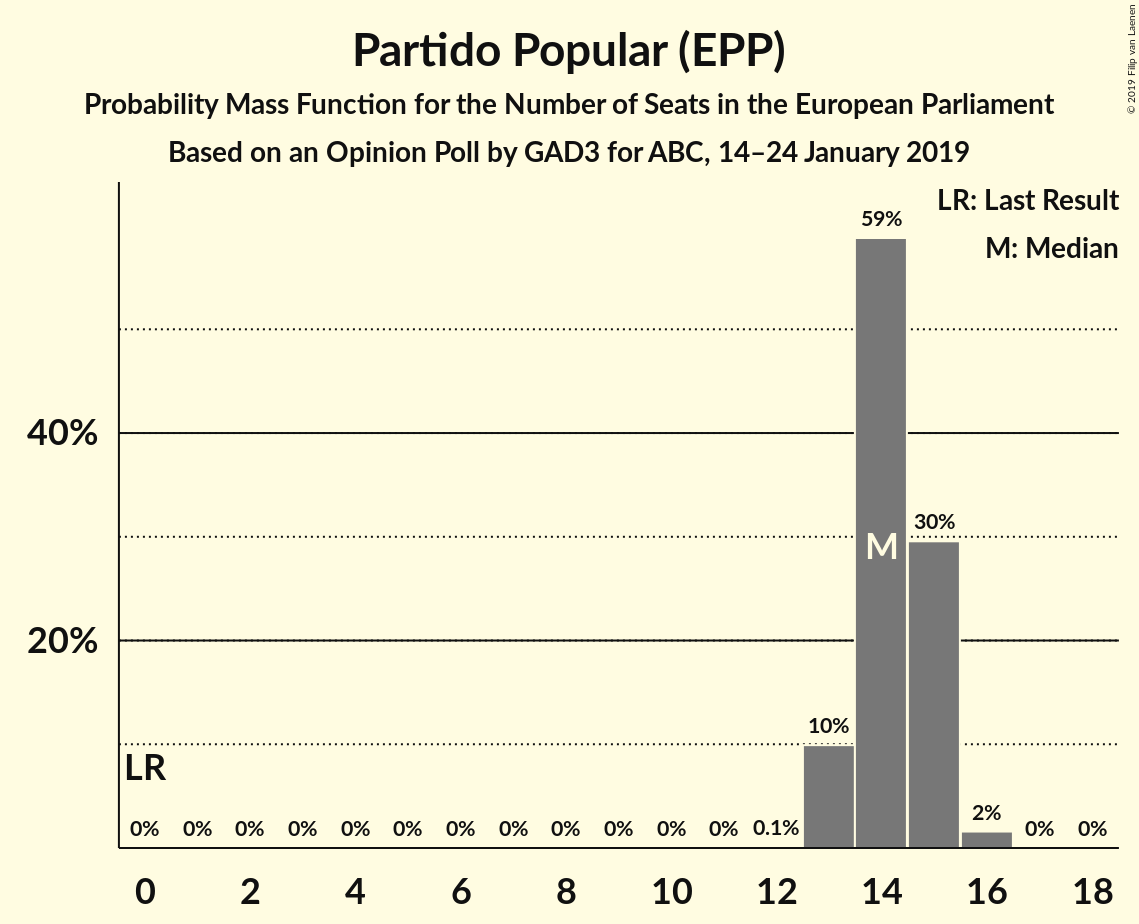 Partido Popular (EPP)
Probability Mass Function for the Number of Seats in the European Parliament
Based on an Opinion Poll by GAD3 for ABC, 14–24 January 2019
© 2019 Filip van Laenen
LR: Last Result
M: Median
59%
40%
30%
M
20%
10%
LR
0% 0% 0% 0% 0% 0% 0% 0% 0% 0% 0% 0% 0.1% 2% 0% 0%
0 2 4 6 8 10 12 14 16 18